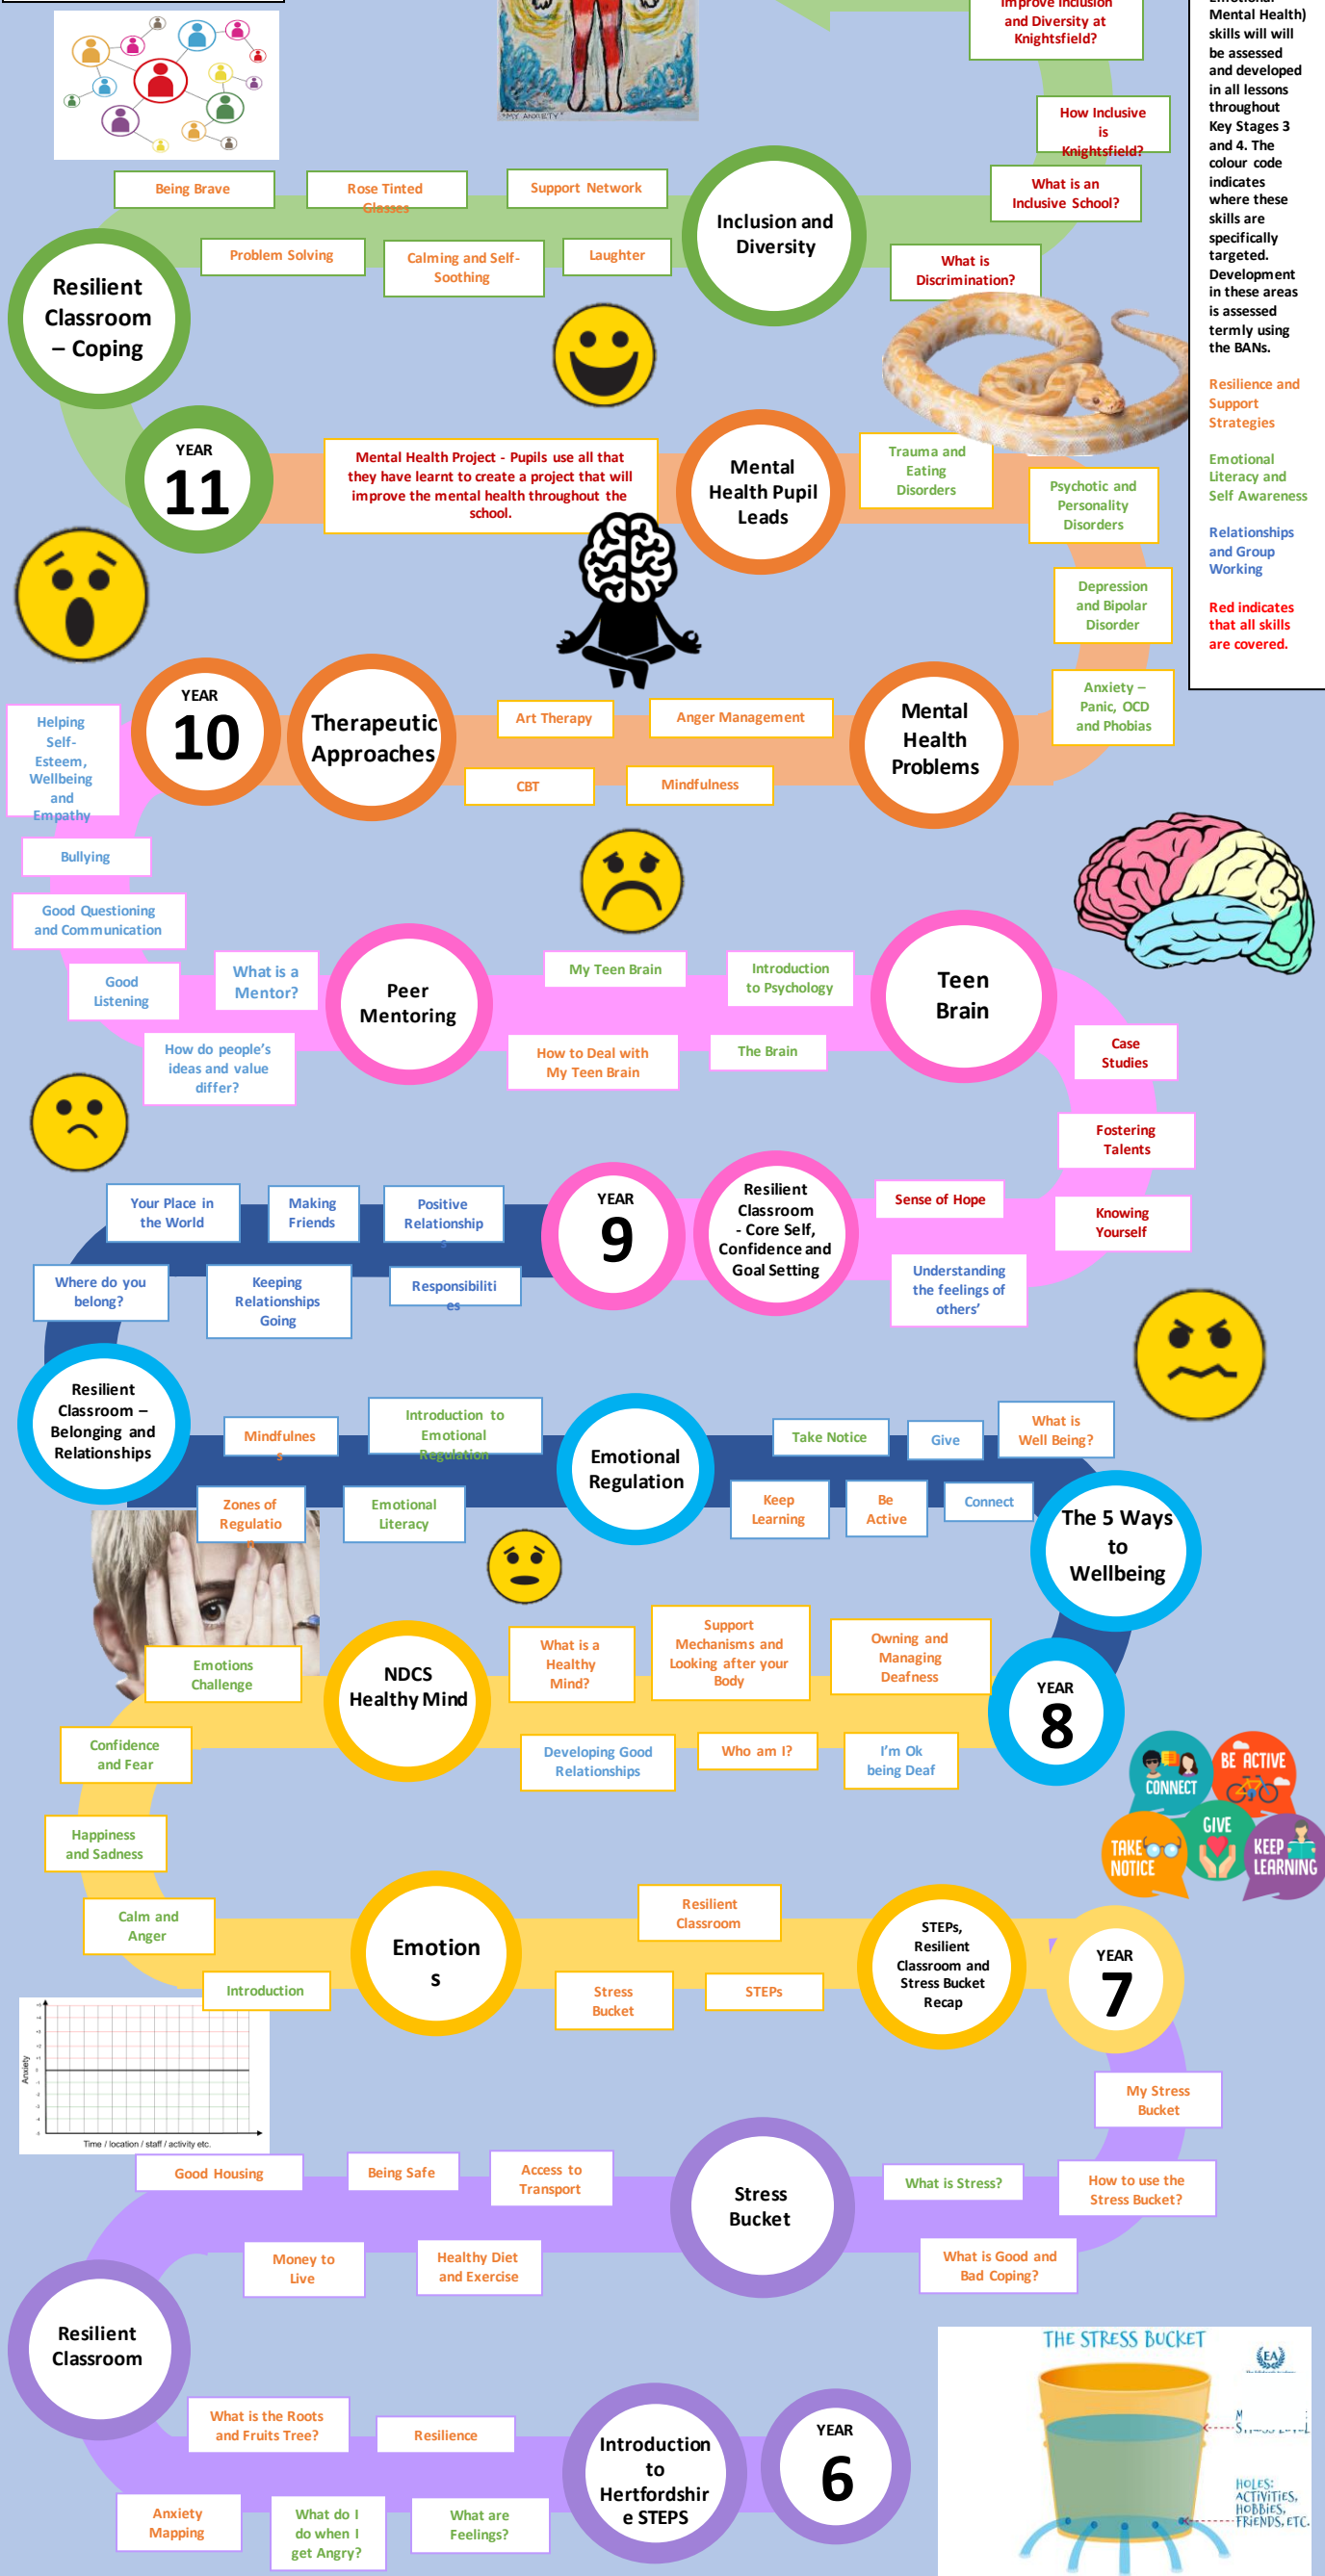 Improve Inclusion
and Diversity at
Knightsfield?
Mental Health)
skills will will
be assessed
and developed
in all lessons
throughout
Key Stages 3
and 4. The
colour code
indicates
where these
skills are
specifically
targeted.
Development
in these areas
is assessed
termly using
the BANs.
Resilience and
Support
Strategies
Emotional
Literacy and
Self Awareness
Relationships
and Group
Working
Red indicates
that all skills
are covered.
"MY ANXIETY"
How Inclusive
is
Knightsfield?
What is an
Inclusive School?
What is
Discrimination?
Inclusion and
Diversity
Being Brave
Rose Tinted
Glasses
Support Network
Problem Solving
Calming and Self-
Soothing
Laughter
Resilient
Classroom
– Coping
YEAR
11
Mental Health Project - Pupils use all that
they have learnt to create a project that will
improve the mental health throughout the
school.
Mental
Health Pupil
Leads
Trauma and
Eating
Disorders
Psychotic and
Personality
Disorders
Depression
and Bipolar
Disorder
Anxiety –
Panic, OCD
and Phobias
YEAR
10
Therapeutic
Approaches
Art Therapy
Anger Management
CBT
Mindfulness
Mental
Health
Problems
Helping
Self-
Esteem,
Wellbeing
and
Empathy
Bullying
Good Questioning
and Communication
Good
Listening
What is a
Mentor?
How do people's
ideas and value
differ?
Peer
Mentoring
My Teen Brain
Introduction
to Psychology
How to Deal with
My Teen Brain
The Brain
Teen
Brain
Case
Studies
Fostering
Talents
Knowing
Yourself
Sense of Hope
Understanding
the feelings of
others'
Resilient
Classroom
- Core Self,
Confidence and
Goal Setting
YEAR
9
Your Place in
the World
Making
Friends
Positive
Relationship
s
Where do you
belong?
Keeping
Relationships
Going
Responsibiliti
es
Resilient
Classroom –
Belonging and
Relationships
Mindfulnes
s
Introduction to
Emotional
Regulation
Zones of
Regulatio
n
Emotional
Literacy
Emotional
Regulation
Take Notice
Give
What is
Well Being?
Keep
Learning
Be
Active
Connect
The 5 Ways
to
Wellbeing
YEAR
8
Emotions
Challenge
NDCS
Healthy Mind
What is a
Healthy
Mind?
Support
Mechanisms and
Looking after your
Body
Owning and
Managing
Deafness
Developing Good
Relationships
Who am I?
I'm Ok
being Deaf
Confidence
and Fear
Happiness
and Sadness
Calm and
Anger
Introduction
CONNECT
BE ACTIVE
TAKE
NOTICE
GIVE
KEEP
LEARNING
Emotion
s
Resilient
Classroom
Stress
Bucket
STEPs
STEPs,
Resilient
Classroom and
Stress Bucket
Recap
YEAR
7
Anxiety
Time / location / staff / activity etc.
My Stress
Bucket
How to use the
Stress Bucket?
What is Stress?
What is Good and
Bad Coping?
Stress
Bucket
Good Housing
Being Safe
Access to
Transport
Money to
Live
Healthy Diet
and Exercise
Resilient
Classroom
What is the Roots
and Fruits Tree?
Resilience
Anxiety
Mapping
What do I
do when I
get Angry?
What are
Feelings?
Introduction
to
Hertfordshir
e STEPS
YEAR
6
THE STRESS BUCKET
EA
HOLES:
ACTIVITIES,
HOBBIES,
FRIENDS, ETC.